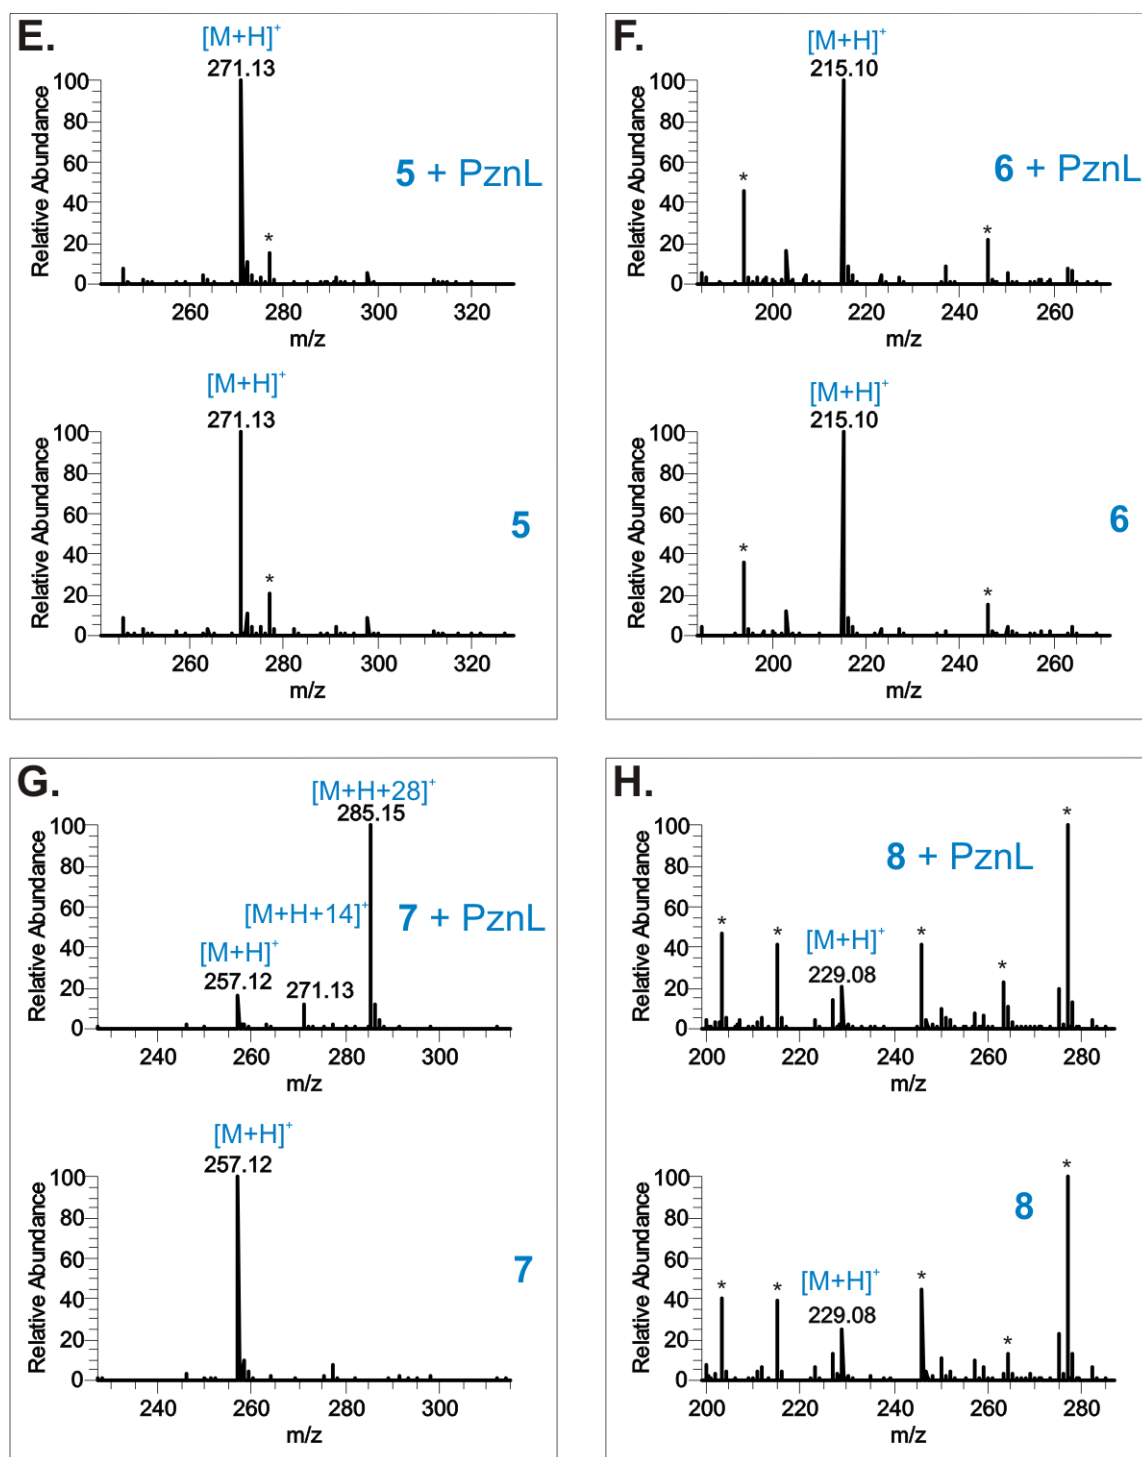 E.
[M+H]+
271.13
100
80
60
40
20
0
Relative Abundance
5 + PznL
*
260 280 300 320
m/z
[M+H]+
271.13
100
80
60
40
20
0
Relative Abundance
5
*
260 280 300 320
m/z
F.
[M+H]+
215.10
100
80
60
40
20
0
Relative Abundance
6 + PznL
*
*
200 220 240 260
m/z
[M+H]+
215.10
100
80
60
40
20
0
Relative Abundance
6
*
*
200 220 240 260
m/z
G.
[M+H+28]+
285.15
100
80
60
40
20
0
Relative Abundance
7 + PznL
[M+H+14]+
[M+H]+
257.12
271.13
240 260 280 300
m/z
[M+H]+
257.12
100
80
60
40
20
0
Relative Abundance
7
240 260 280 300
m/z
H.
*
100
80
60
40
20
0
Relative Abundance
8 + PznL
* * [M+H]+ * *
229.08
200 220 240 260 280
m/z
*
100
80
60
40
20
0
Relative Abundance
8
* * [M+H]+ *
229.08
*
200 220 240 260 280
m/z